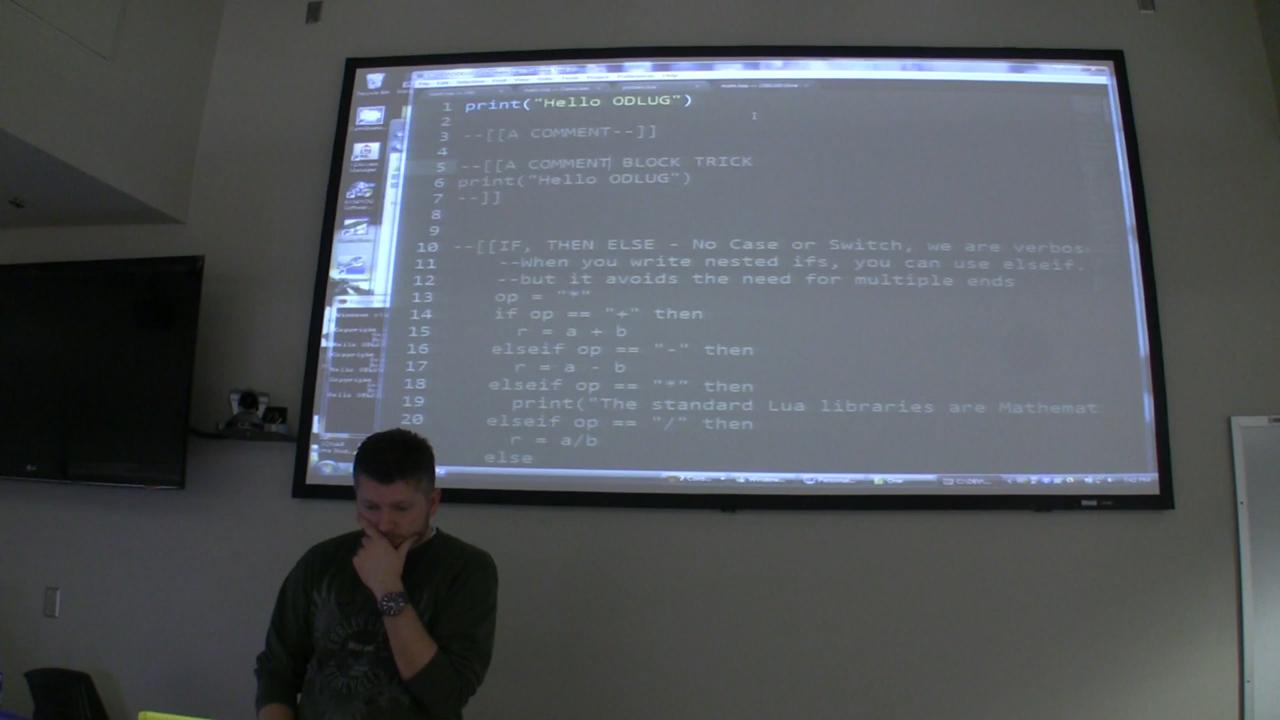 1 print("Hello ODLUG")
2
3 --[[A COMMENT--]]
4
5 --[[A COMMENT BLOCK TRICK
6 print("Hello ODLUG")
7 --]]
8
9
10 --[[IF, THEN ELSE - No Case or Switch, we are verbos
11 --When you write nested ifs, you can use elseif.
12 --but it avoids the need for multiple ends
13 op = "*"
14 if op == "+" then
15 r = a + b
16 elseif op == "-" then
17 r = a - b
18 elseif op == "*" then
19 print("The standard Lua libraries are Mathemat
20 elseif op == "/" then
r = a/b
else